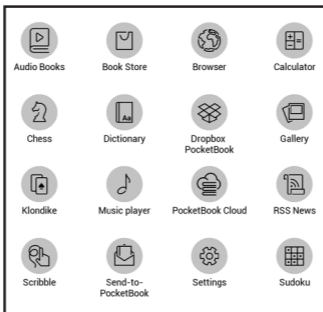 Audio Books
Book Store
Browser
Calculator
Chess
Dictionary
Aa
Dropbox
PocketBook
Gallery
Klondike
Music player
PocketBook Cloud
RSS News
Scribble
Send-to-
PocketBook
Settings
Sudoku